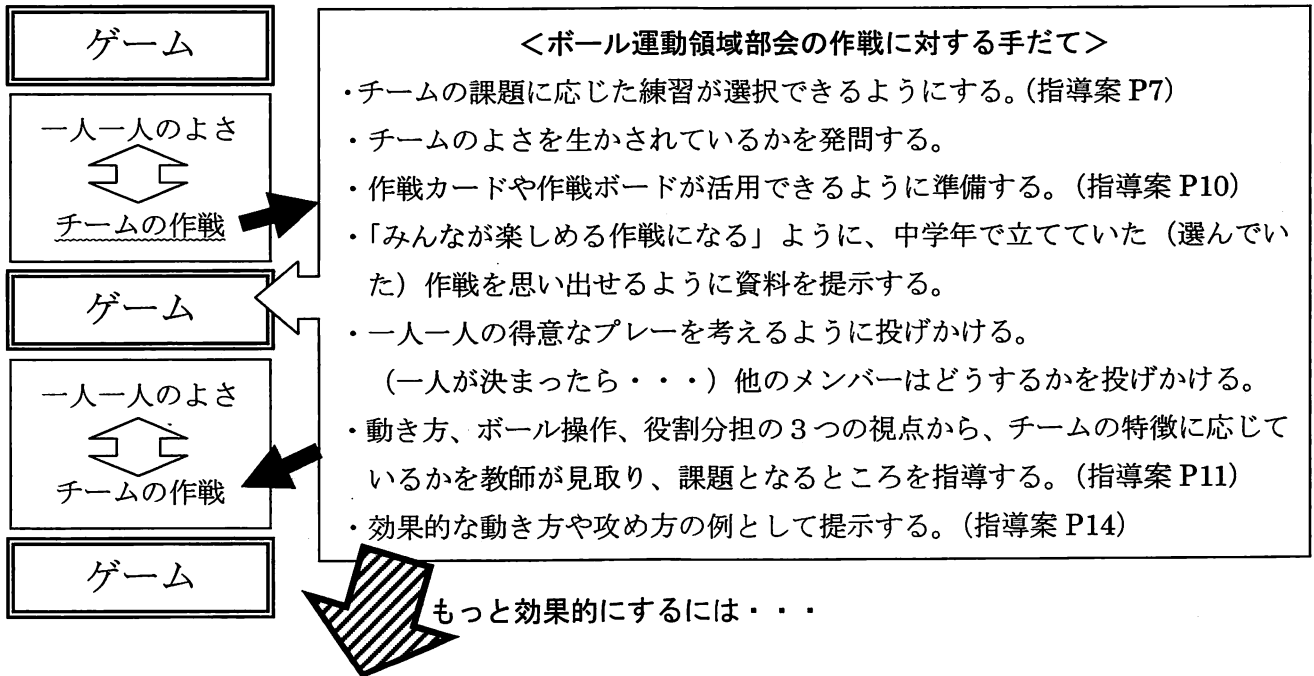 ゲーム
一人一人のよさ
チームの作戦
ゲーム
一人一人のよさ
チームの作戦
ゲーム
＜ボール運動領域部会の作戦に対する手だて＞
・チームの課題に応じた練習が選択できるようにする。(指導案 P7)
・チームのよさを生かされているかを発問する。
・作戦カードや作戦ボードが活用できるように準備する。(指導案 P10)
・「みんなが楽しめる作戦になる」ように、中学年で立てていた（選んでい
た）作戦を思い出せるように資料を提示する。
・一人一人の得意なプレーを考えるように投げかける。
（一人が決まったら・・・）他のメンバーはどうするかを投げかける。
・動き方、ボール操作、役割分担の３つの視点から、チームの特徴に応じて
いるかを教師が見取り、課題となるところを指導する。(指導案 P11)
・効果的な動き方や攻め方の例として提示する。(指導案 P14)
もっと効果的にするには・・・